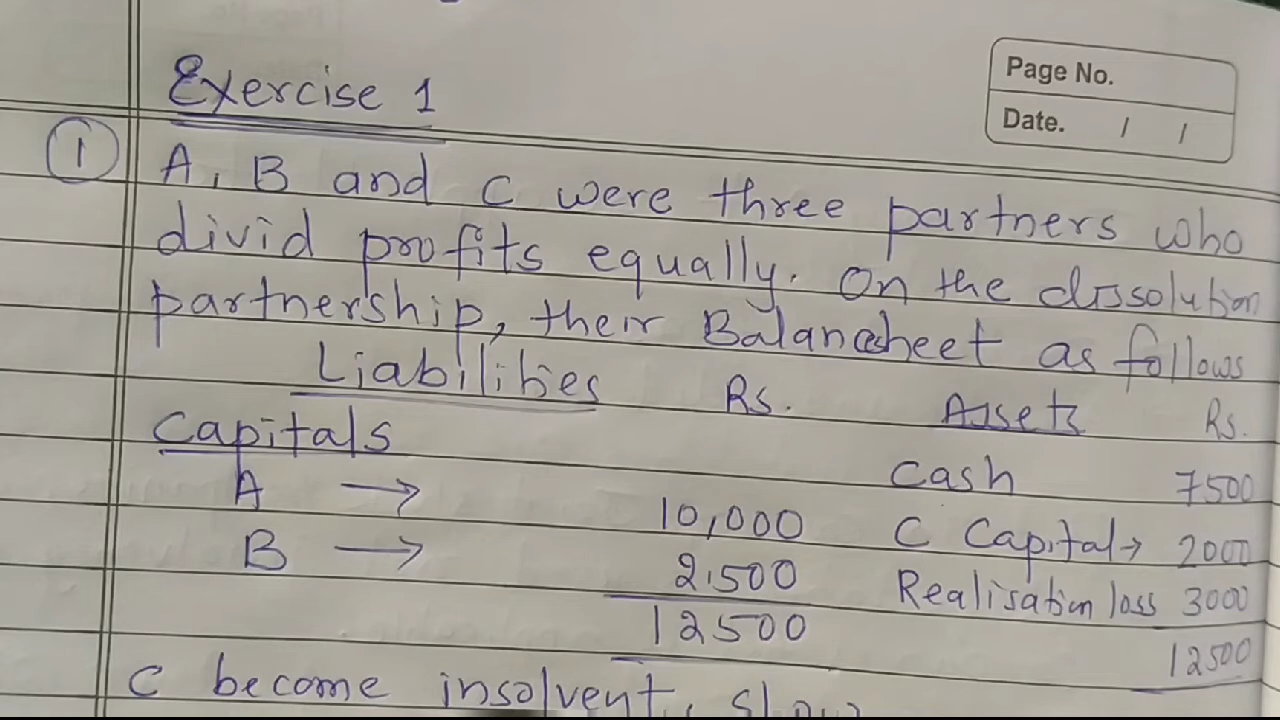 Exercise 1
Page No.
Date. / /
① A, B and C were three partners who
divid profits equally. On the dissolution
partnership, their Balancesheet as follows
Liabilities Rs. Assets Rs.
Capitals
Cash 7500
A → 10,000 C Capital → 2000
B → 2,500 Realisation loss 3000
12500 12500
C become insolvent,